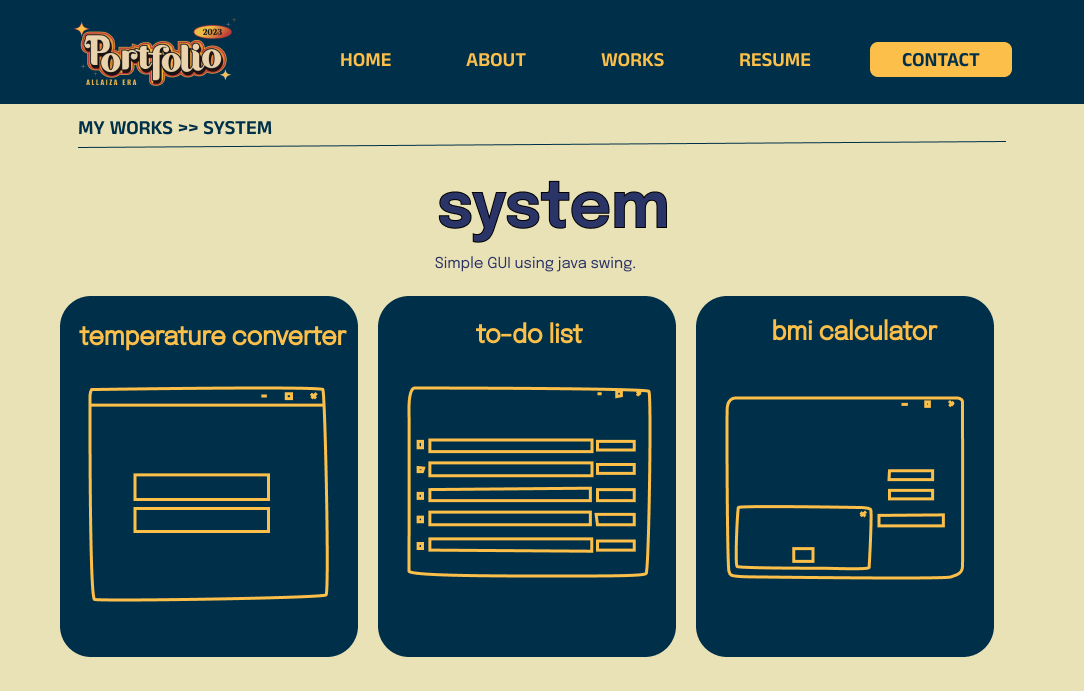 2023
Portfolio
ALLAIZA ERA
HOME ABOUT WORKS RESUME CONTACT
MY WORKS >> SYSTEM
system
Simple GUI using java swing.
temperature converter
to-do list
bmi calculator